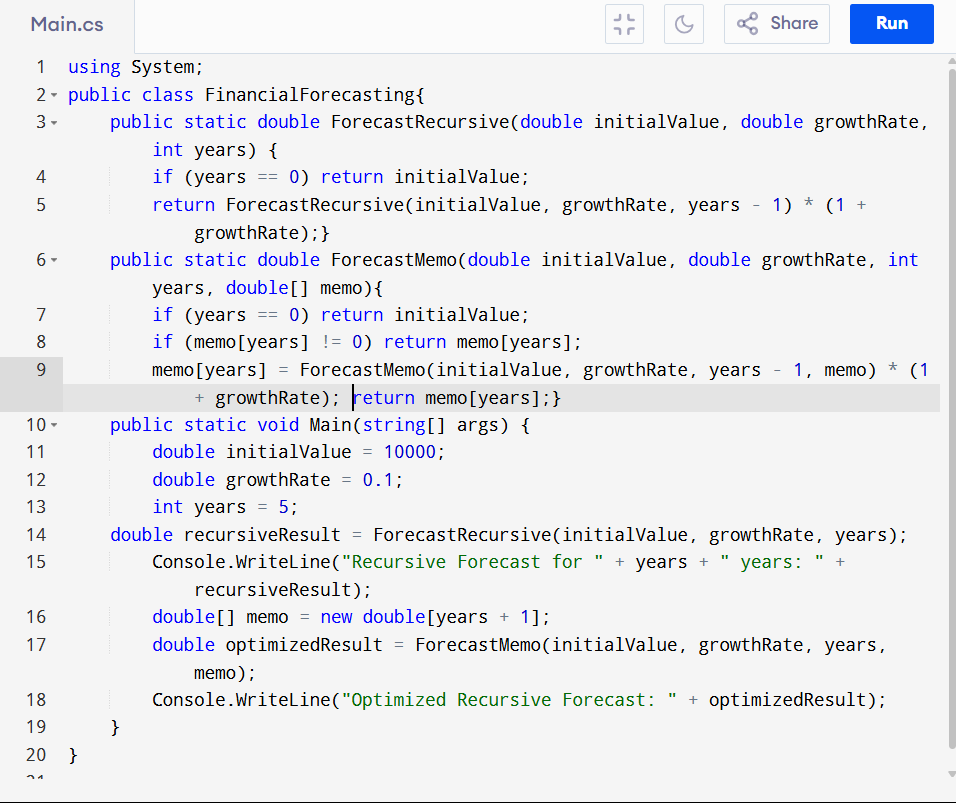 Main.cs
Share
Run
1 using System;
2 public class FinancialForecasting{
3 public static double ForecastRecursive(double initialValue, double growthRate,
int years) {
4 if (years == 0) return initialValue;
5 return ForecastRecursive(initialValue, growthRate, years - 1) * (1 +
growthRate);}
6 public static double ForecastMemo(double initialValue, double growthRate, int
years, double[] memo){
7 if (years == 0) return initialValue;
8 if (memo[years] != 0) return memo[years];
9 memo[years] = ForecastMemo(initialValue, growthRate, years - 1, memo) * (1
+ growthRate); return memo[years];}
10 public static void Main(string[] args) {
11 double initialValue = 10000;
12 double growthRate = 0.1;
13 int years = 5;
14 double recursiveResult = ForecastRecursive(initialValue, growthRate, years);
15 Console.WriteLine("Recursive Forecast for " + years + " years: " +
recursiveResult);
16 double[] memo = new double[years + 1];
17 double optimizedResult = ForecastMemo(initialValue, growthRate, years,
memo);
18 Console.WriteLine("Optimized Recursive Forecast: " + optimizedResult);
19 }
20 }
21